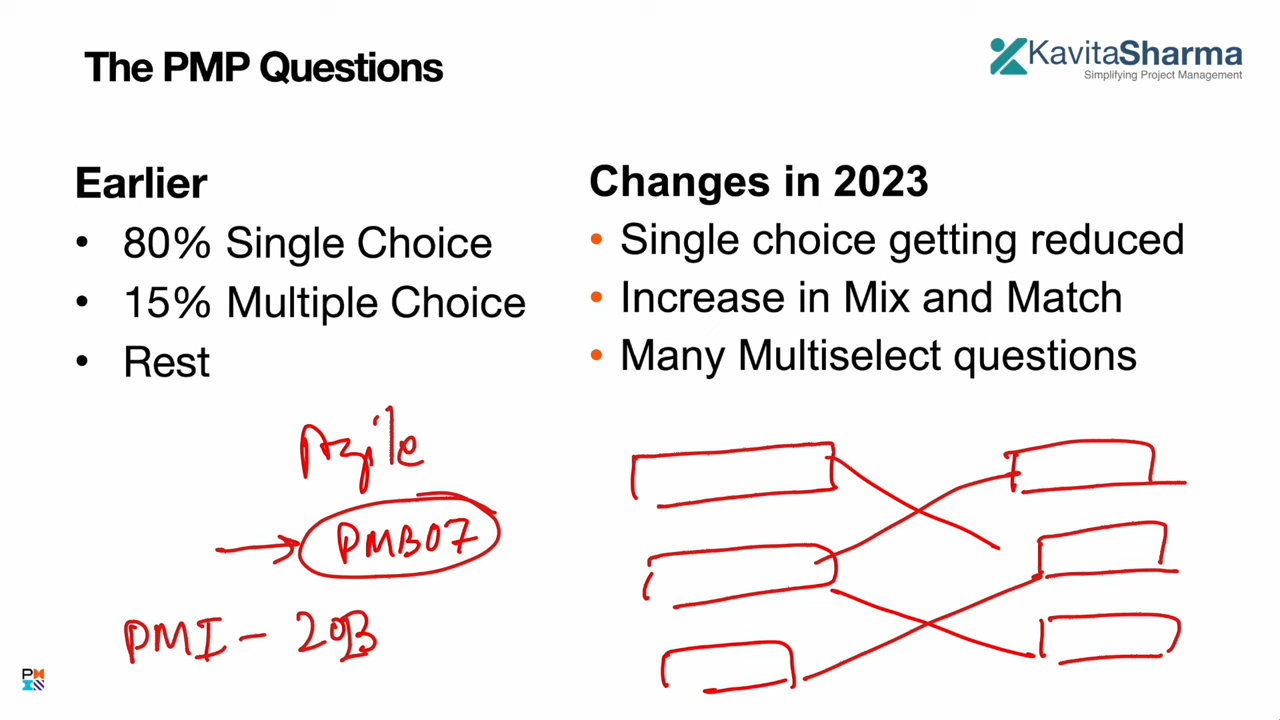 The PMP Questions
KavitaSharma
Simplifying Project Management
Earlier
• 80% Single Choice
• 15% Multiple Choice
• Rest
Changes in 2023
• Single choice getting reduced
• Increase in Mix and Match
• Many Multiselect questions
Agile
PMBO7
PMI -